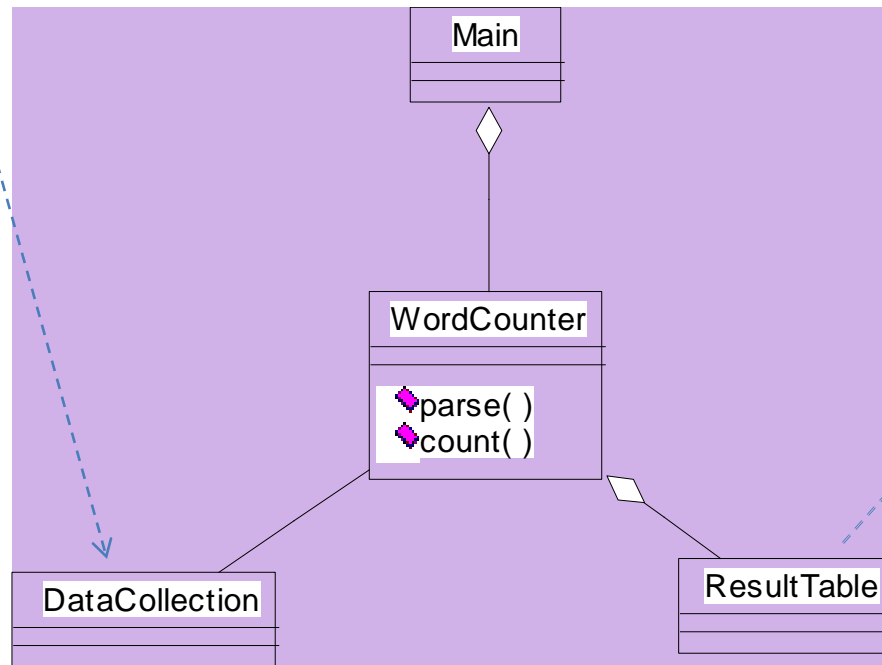 Main
WordCounter
parse( )
count( )
DataCollection
ResultTable